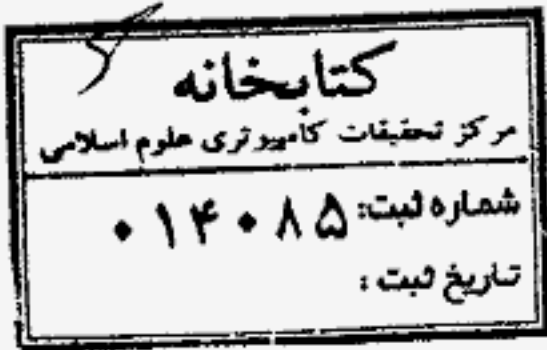 کتابخانه
مرکز تحقیقات کامپیوتری علوم اسلامی
شماره ثبت: ۰۱۴۰۸۵
تاریخ ثبت :